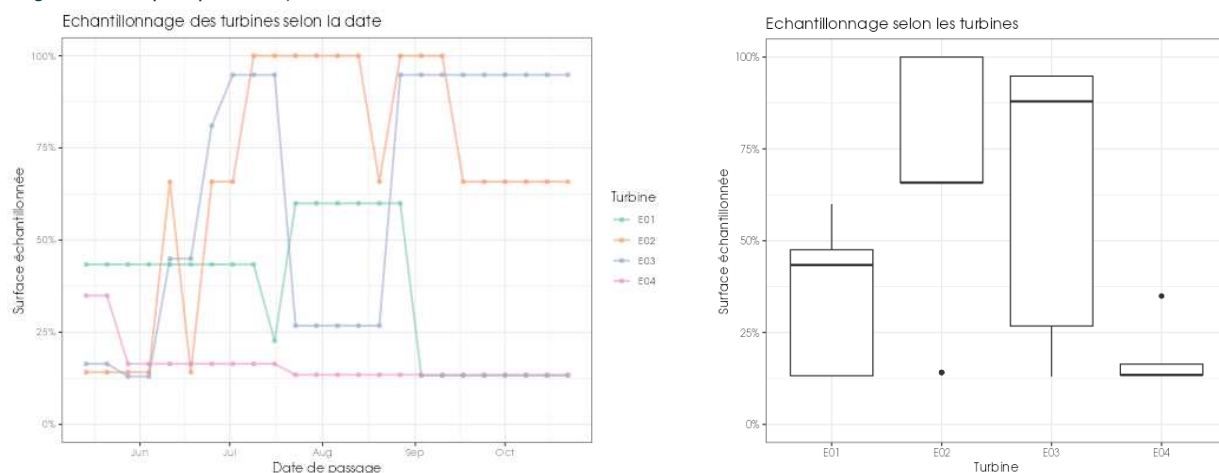 Echantillonnage des turbines selon la date
Surface échantillonnée
100%
75%
50%
25%
0%
Jun
Jul
Aug
Sep
Oct
Date de passage
Turbine
E01
E02
E03
E04
Echantillonnage selon les turbines
Surface échantillonnée
100%
75%
50%
25%
0%
E01
E02
E03
E04
Turbine